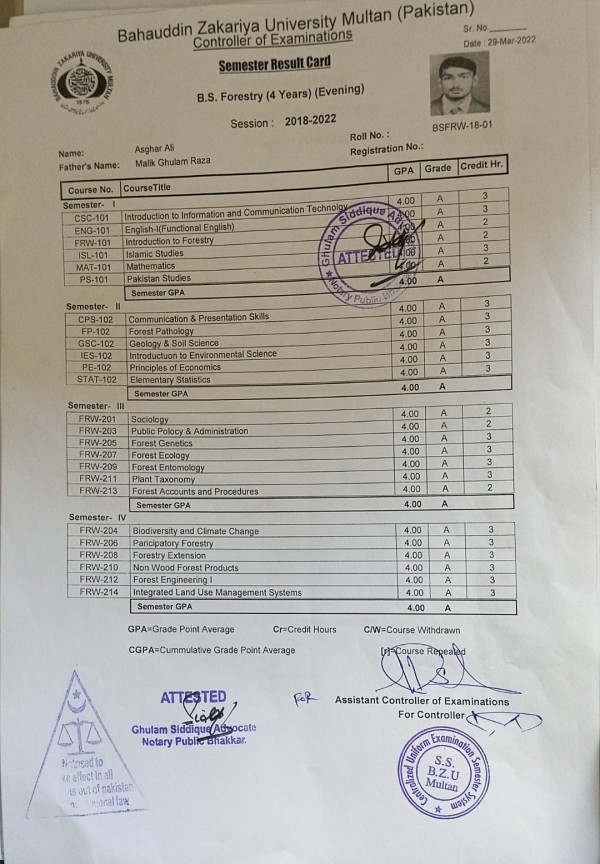 Bahauddin Zakariya University Multan (Pakistan)
Controller of Examinations
Sr. No.
Date : 29-Mar-2022
BAHAUDDIN ZAKARIYA UNIVERSITY MULTAN
1975
Semester Result Card
B.S. Forestry (4 Years) (Evening)
Session : 2018-2022
Roll No. : BSFRW-18-01
Registration No.:
Name: Asghar Ali
Father's Name: Malik Ghulam Raza
Course No. CourseTitle GPA Grade Credit Hr.
Semester- I
CSC-101 Introduction to Information and Communication Technolgy 4.00 A 3
ENG-101 English-I(Functional English) 4.00 A 3
FRW-101 Introduction to Forestry 4.00 A 2
ISL-101 Islamic Studies 4.00 A 2
MAT-101 Mathematics 4.00 A 3
PS-101 Pakistan Studies 4.00 A 2
Semester GPA 4.00 A
Ghulam Siddique
ATTESTED
Notary Public
Semester- II
CPS-102 Communication & Presentation Skills 4.00 A 3
FP-102 Forest Pathology 4.00 A 3
GSC-102 Geology & Soil Science 4.00 A 3
IES-102 Introductuction to Environmental Science 4.00 A 3
PE-102 Principles of Economics 4.00 A 3
STAT-102 Elementary Statistics 4.00 A 3
Semester GPA 4.00 A
Semester- III
FRW-201 Sociology 4.00 A 2
FRW-203 Public Polocy & Administration 4.00 A 2
FRW-205 Forest Genetics 4.00 A 3
FRW-207 Forest Ecology 4.00 A 3
FRW-209 Forest Entomology 4.00 A 3
FRW-211 Plant Taxonomy 4.00 A 3
FRW-213 Forest Accounts and Procedures 4.00 A 2
Semester GPA 4.00 A
Semester- IV
FRW-204 Biodiversity and Climate Change 4.00 A 3
FRW-206 Paricipatory Forestry 4.00 A 3
FRW-208 Forestry Extension 4.00 A 3
FRW-210 Non Wood Forest Products 4.00 A 3
FRW-212 Forest Engineering I 4.00 A 3
FRW-214 Integrated Land Use Management Systems 4.00 A 3
Semester GPA 4.00 A
GPA=Grade Point Average Cr=Credit Hours C/W=Course Withdrawn
CGPA=Cummulative Grade Point Average [r]=Course Repeated
ATTESTED
Ghulam Siddique Advocate
Notary Public Bhakkar.
FOR Assistant Controller of Examinations
For Controller
effect in all
out of pakistan
law
Centralized Uniform Examination Semester System
S.S.
B.Z.U
Multan